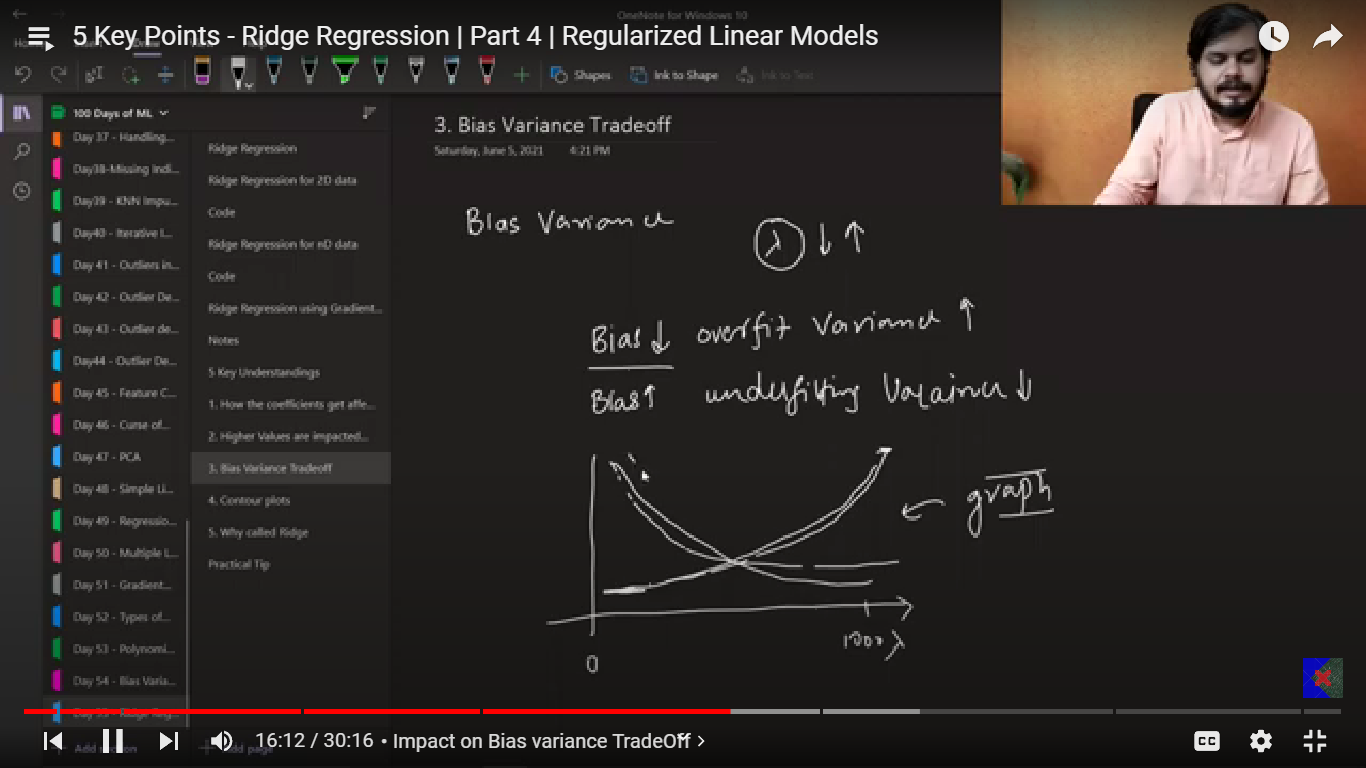 OneNote for Windows 10
5 Key Points - Ridge Regression | Part 4 | Regularized Linear Models
Shapes
Ink to Shape
Ink to Text
100 Days of ML
Day 37 - Handling...
Day38-Missing Indi...
Day39 - KNN Impu...
Day40 - Iterative I...
Day 41 - Outliers in...
Day 42 - Outlier De...
Day 43 - Outlier de...
Day44 - Outlier De...
Day 45 - Feature C...
Day 46 - Curse of...
Day 47 - PCA
Day 48 - Simple Li...
Day 49 - Regressio...
Day 50 - Multiple L...
Day 51 - Gradient...
Day 52 - Types of...
Day 53 - Polynomi...
Day 54 - Bias Varia...
Day 55 - Ridge Reg...
Add section
Ridge Regression
Ridge Regression for 2D data
Code
Ridge Regression for nD data
Code
Ridge Regression using Gradient...
Notes
5 Key Understandings
1. How the coefficients get affe...
2. Higher Values are impacted...
3. Bias Variance Tradeoff
4. Contour plots
5. Why called Ridge
Practical Tip
Add page
3. Bias Variance Tradeoff
Saturday, June 5, 2021 4:21 PM
Bias Variance
λ ↓ ↑
Bias ↓ overfit Variance ↑
Bias ↑ underfitting Variance ↓
← graph
0
1000 λ
16:12 / 30:16 • Impact on Bias variance TradeOff >
CC